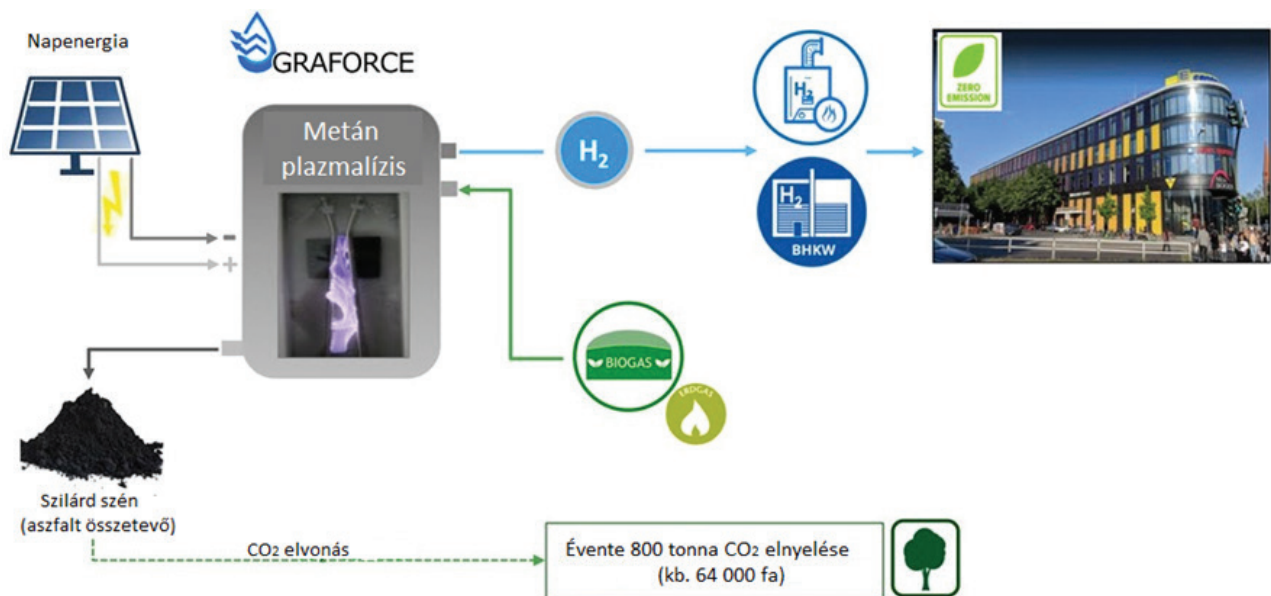 Napenergia
GRAFORCE
Metán
plazmalízis
-
+
H2
H2
H2
BHKW
ZERO
EMISSION
BIOGAS
ERDGAS
Szilárd szén
(aszfalt összetevő)
CO2 elvonás
Évente 800 tonna CO2 elnyelése
(kb. 64 000 fa)